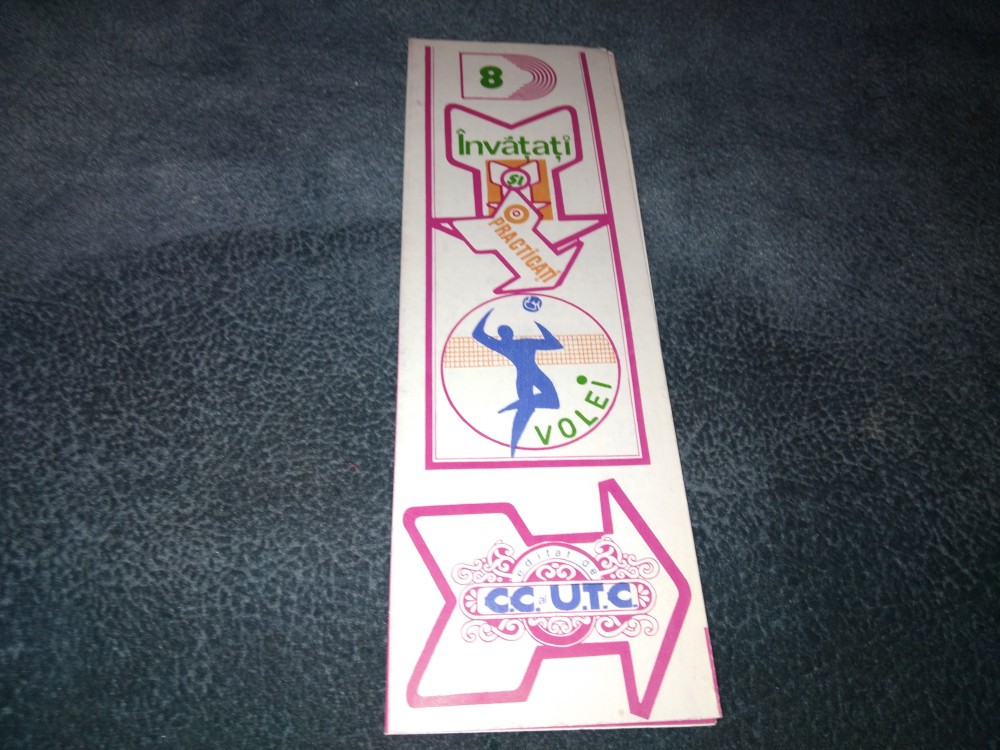 8
Învățați
și
PRACTICAȚi
VOLEi
editat de
C.C. al U.T.C.